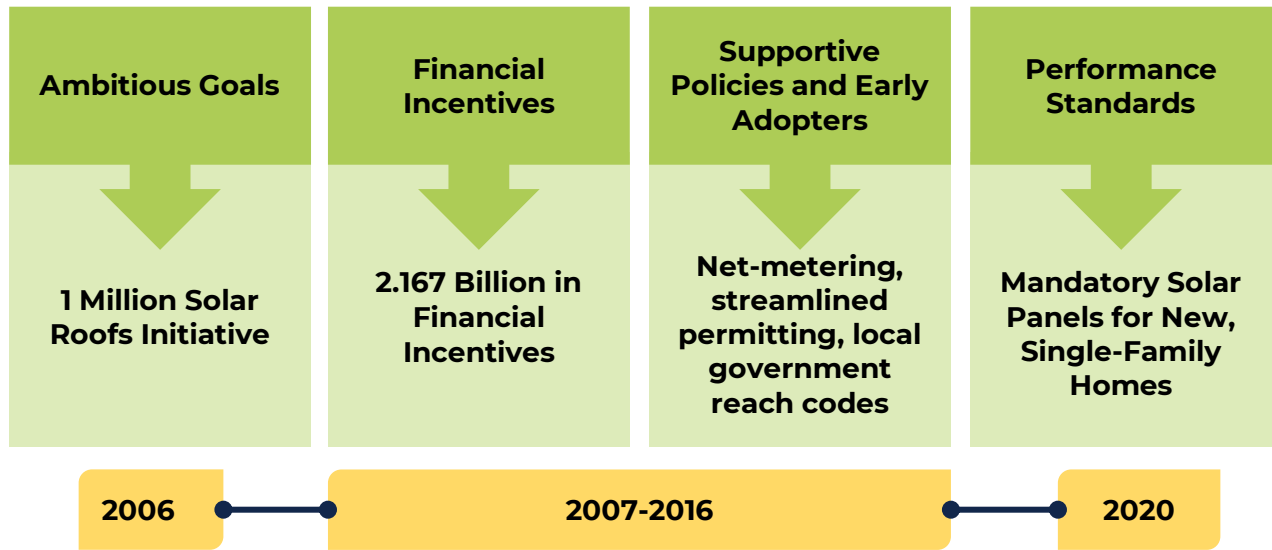 Ambitious Goals
Financial
Incentives
Supportive
Policies and Early
Adopters
Performance
Standards
1 Million Solar
Roofs Initiative
2.167 Billion in
Financial
Incentives
Net-metering,
streamlined
permitting, local
government
reach codes
Mandatory Solar
Panels for New,
Single-Family
Homes
2006
2007-2016
2020